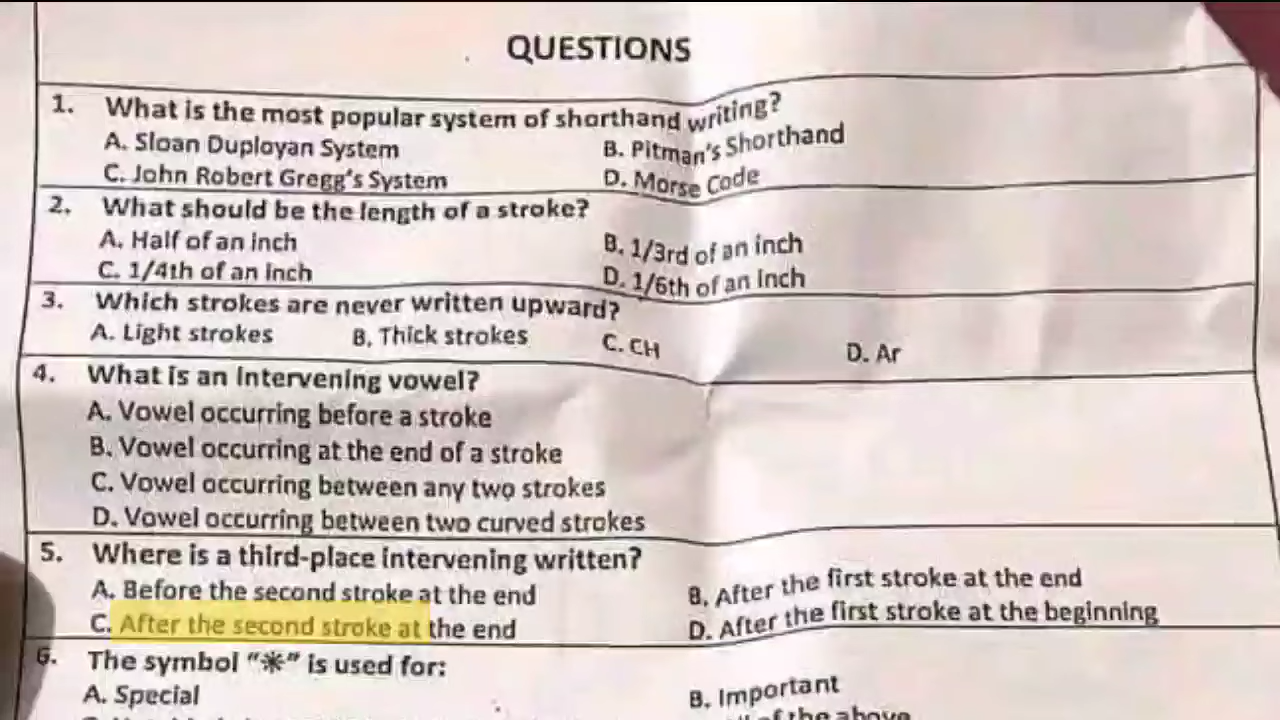 QUESTIONS
1. What is the most popular system of shorthand writing?
A. Sloan Duployan System B. Pitman's Shorthand
C. John Robert Gregg's System D. Morse Code
2. What should be the length of a stroke?
A. Half of an inch B. 1/3rd of an inch
C. 1/4th of an inch D. 1/6th of an inch
3. Which strokes are never written upward?
A. Light strokes B. Thick strokes C. CH D. Ar
4. What is an intervening vowel?
A. Vowel occurring before a stroke
B. Vowel occurring at the end of a stroke
C. Vowel occurring between any two strokes
D. Vowel occurring between two curved strokes
5. Where is a third-place intervening written?
A. Before the second stroke at the end B. After the first stroke at the end
C. After the second stroke at the end D. After the first stroke at the beginning
6. The symbol "※" is used for:
A. Special B. Important
of the above